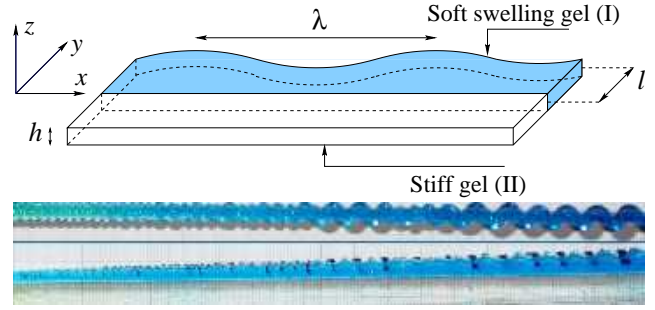 Soft swelling gel (I)
z
y
λ
x
l
h
Stiff gel (II)